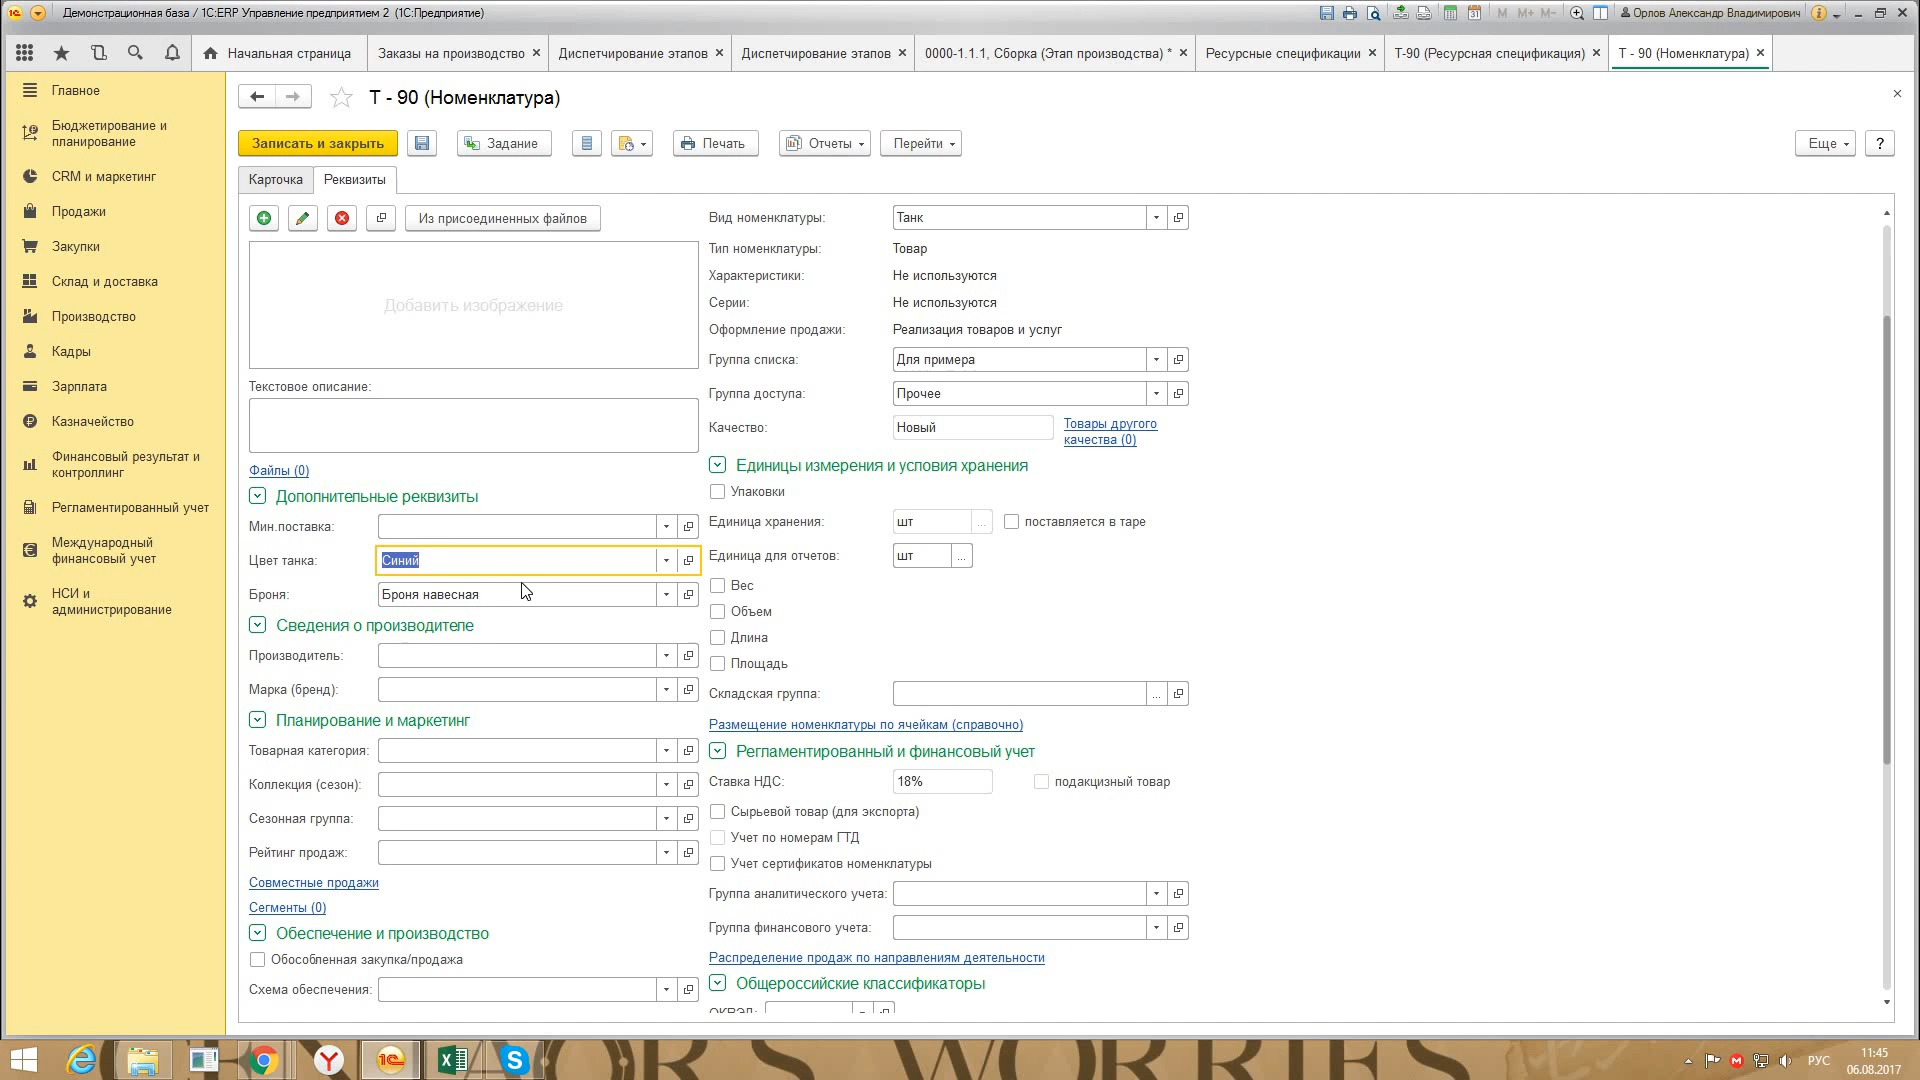 Демонстрационная база / 1С:ERP Управление предприятием 2 (1С:Предприятие)
M M+ M-
Орлов Александр Владимирович
Начальная страница
Заказы на производство
Диспетчирование этапов
Диспетчирование этапов
0000-1.1.1, Сборка (Этап производства) *
Ресурсные спецификации
Т-90 (Ресурсная спецификация)
Т - 90 (Номенклатура)
Главное
Бюджетирование и
планирование
CRM и маркетинг
Продажи
Закупки
Склад и доставка
Производство
Кадры
Зарплата
Казначейство
Финансовый результат и
контроллинг
Регламентированный учет
Международный
финансовый учет
НСИ и
администрирование
Т - 90 (Номенклатура)
Записать и закрыть
Задание
Печать
Отчеты
Перейти
Еще
?
Карточка
Реквизиты
Из присоединенных файлов
Добавить изображение
Текстовое описание:
Файлы (0)
Дополнительные реквизиты
Мин.поставка:
Цвет танка: Синий
Броня: Броня навесная
Сведения о производителе
Производитель:
Марка (бренд):
Планирование и маркетинг
Товарная категория:
Коллекция (сезон):
Сезонная группа:
Рейтинг продаж:
Совместные продажи
Сегменты (0)
Обеспечение и производство
Обособленная закупка/продажа
Схема обеспечения:
Вид номенклатуры: Танк
Тип номенклатуры: Товар
Характеристики: Не используются
Серии: Не используются
Оформление продажи: Реализация товаров и услуг
Группа списка: Для примера
Группа доступа: Прочее
Качество: Новый
Товары другого
качества (0)
Единицы измерения и условия хранения
Упаковки
Единица хранения: шт ... поставляется в таре
Единица для отчетов: шт ...
Вес
Объем
Длина
Площадь
Складская группа: ...
Размещение номенклатуры по ячейкам (справочно)
Регламентированный и финансовый учет
Ставка НДС: 18% подакцизный товар
Сырьевой товар (для экспорта)
Учет по номерам ГТД
Учет сертификатов номенклатуры
Группа аналитического учета:
Группа финансового учета:
Распределение продаж по направлениям деятельности
Общероссийские классификаторы
ОКВЭД:
WORRIES
РУС
11:45
06.08.2017